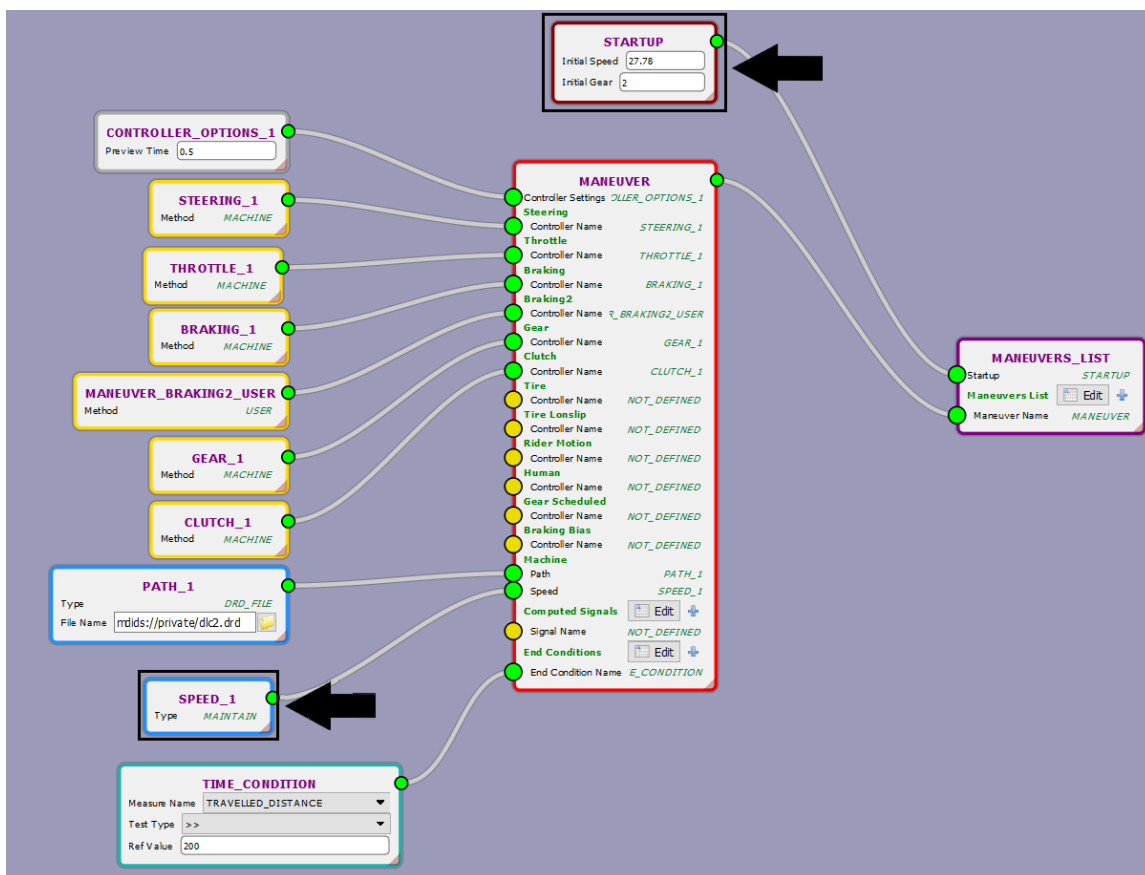 STARTUP
Initial Speed 27.78
Initial Gear 2
CONTROLLER_OPTIONS_1
Preview Time 0.5
STEERING_1
Method MACHINE
THROTTLE_1
Method MACHINE
BRAKING_1
Method MACHINE
MANEUVER_BRAKING2_USER
Method USER
GEAR_1
Method MACHINE
CLUTCH_1
Method MACHINE
PATH_1
Type DRD_FILE
File Name mdids://private/dlc2.drd
SPEED_1
Type MAINTAIN
TIME_CONDITION
Measure Name TRAVELLED_DISTANCE
Test Type >>
Ref Value 200
MANEUVER
Controller Settings OLLER_OPTIONS_1
Steering
Controller Name STEERING_1
Throttle
Controller Name THROTTLE_1
Braking
Controller Name BRAKING_1
Braking2
Controller Name R_BRAKING2_USER
Gear
Controller Name GEAR_1
Clutch
Controller Name CLUTCH_1
Tire
Controller Name NOT_DEFINED
Tire Lonslip
Controller Name NOT_DEFINED
Rider Motion
Controller Name NOT_DEFINED
Human
Controller Name NOT_DEFINED
Gear Scheduled
Controller Name NOT_DEFINED
Braking Bias
Controller Name NOT_DEFINED
Machine
Path PATH_1
Speed SPEED_1
Computed Signals Edit
Signal Name NOT_DEFINED
End Conditions Edit
End Condition Name E_CONDITION
MANEUVERS_LIST
Startup STARTUP
Maneuvers List Edit
Maneuver Name MANEUVER